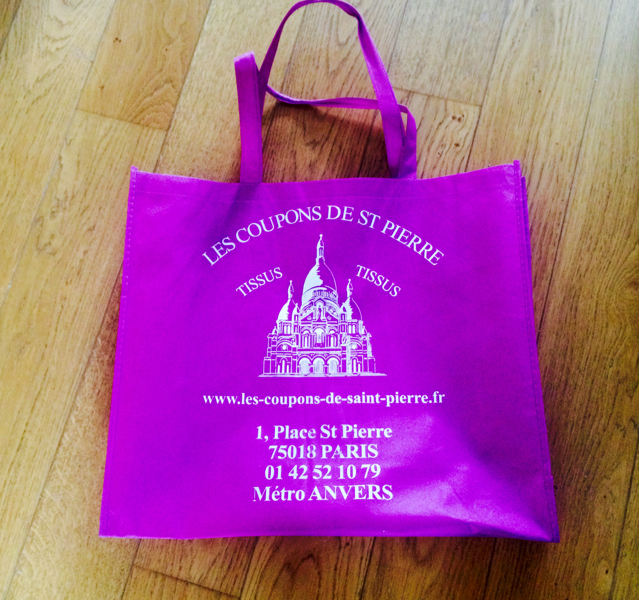 LES COUPONS DE ST PIERRE
TISSUS TISSUS
www.les-coupons-de-saint-pierre.fr
1, Place St Pierre
75018 PARIS
01 42 52 10 79
Métro ANVERS